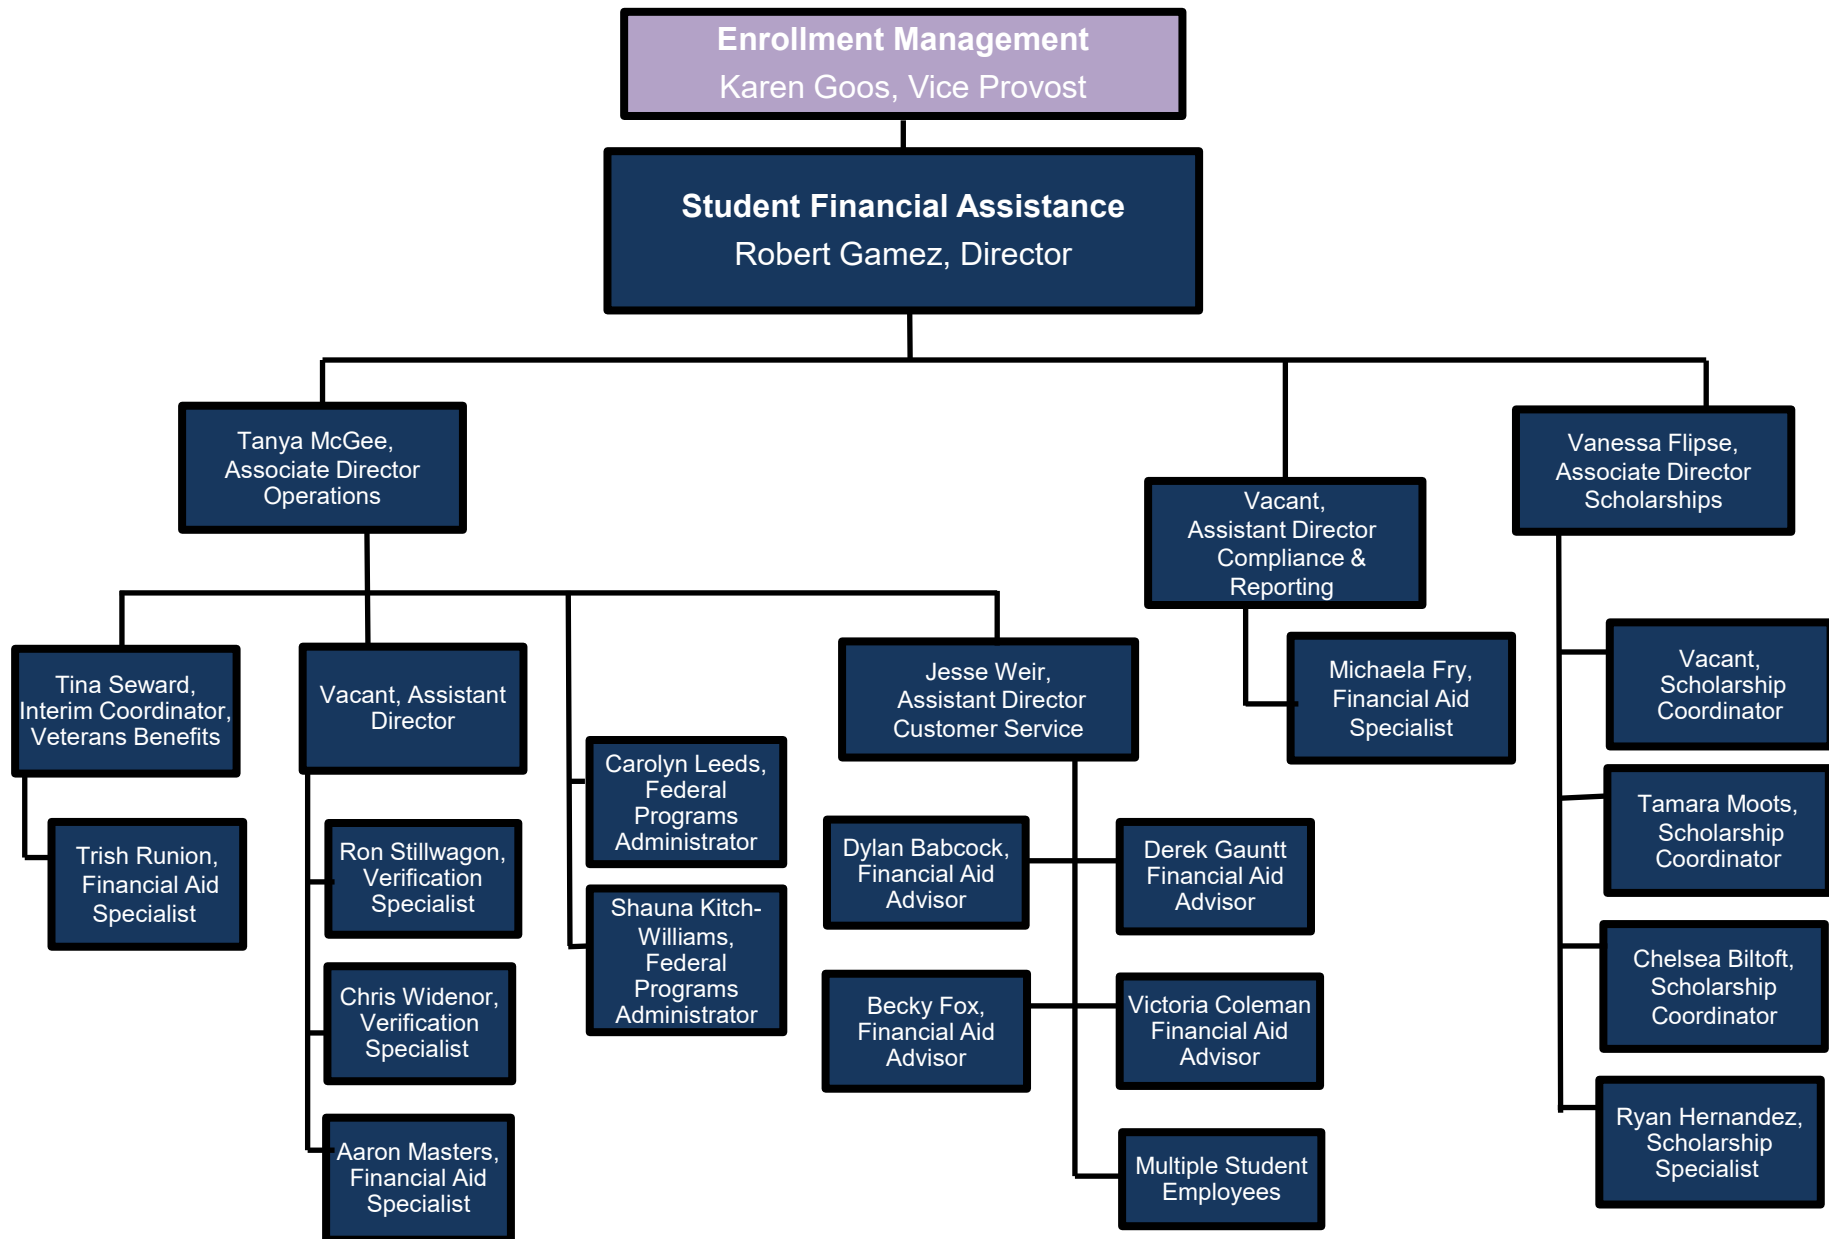 Enrollment Management
Karen Goos, Vice Provost
Student Financial Assistance
Robert Gamez, Director
Tanya McGee,
Associate Director
Operations
Vacant,
Assistant Director
Compliance &
Reporting
Vanessa Flipse,
Associate Director
Scholarships
Tina Seward,
Interim Coordinator,
Veterans Benefits
Trish Runion,
Financial Aid
Specialist
Vacant, Assistant
Director
Ron Stillwagon,
Verification
Specialist
Chris Widenor,
Verification
Specialist
Aaron Masters,
Financial Aid
Specialist
Carolyn Leeds,
Federal
Programs
Administrator
Shauna Kitch-
Williams,
Federal
Programs
Administrator
Jesse Weir,
Assistant Director
Customer Service
Dylan Babcock,
Financial Aid
Advisor
Derek Gauntt
Financial Aid
Advisor
Becky Fox,
Financial Aid
Advisor
Victoria Coleman
Financial Aid
Advisor
Multiple Student
Employees
Michaela Fry,
Financial Aid
Specialist
Vacant,
Scholarship
Coordinator
Tamara Moots,
Scholarship
Coordinator
Chelsea Biltoft,
Scholarship
Coordinator
Ryan Hernandez,
Scholarship
Specialist